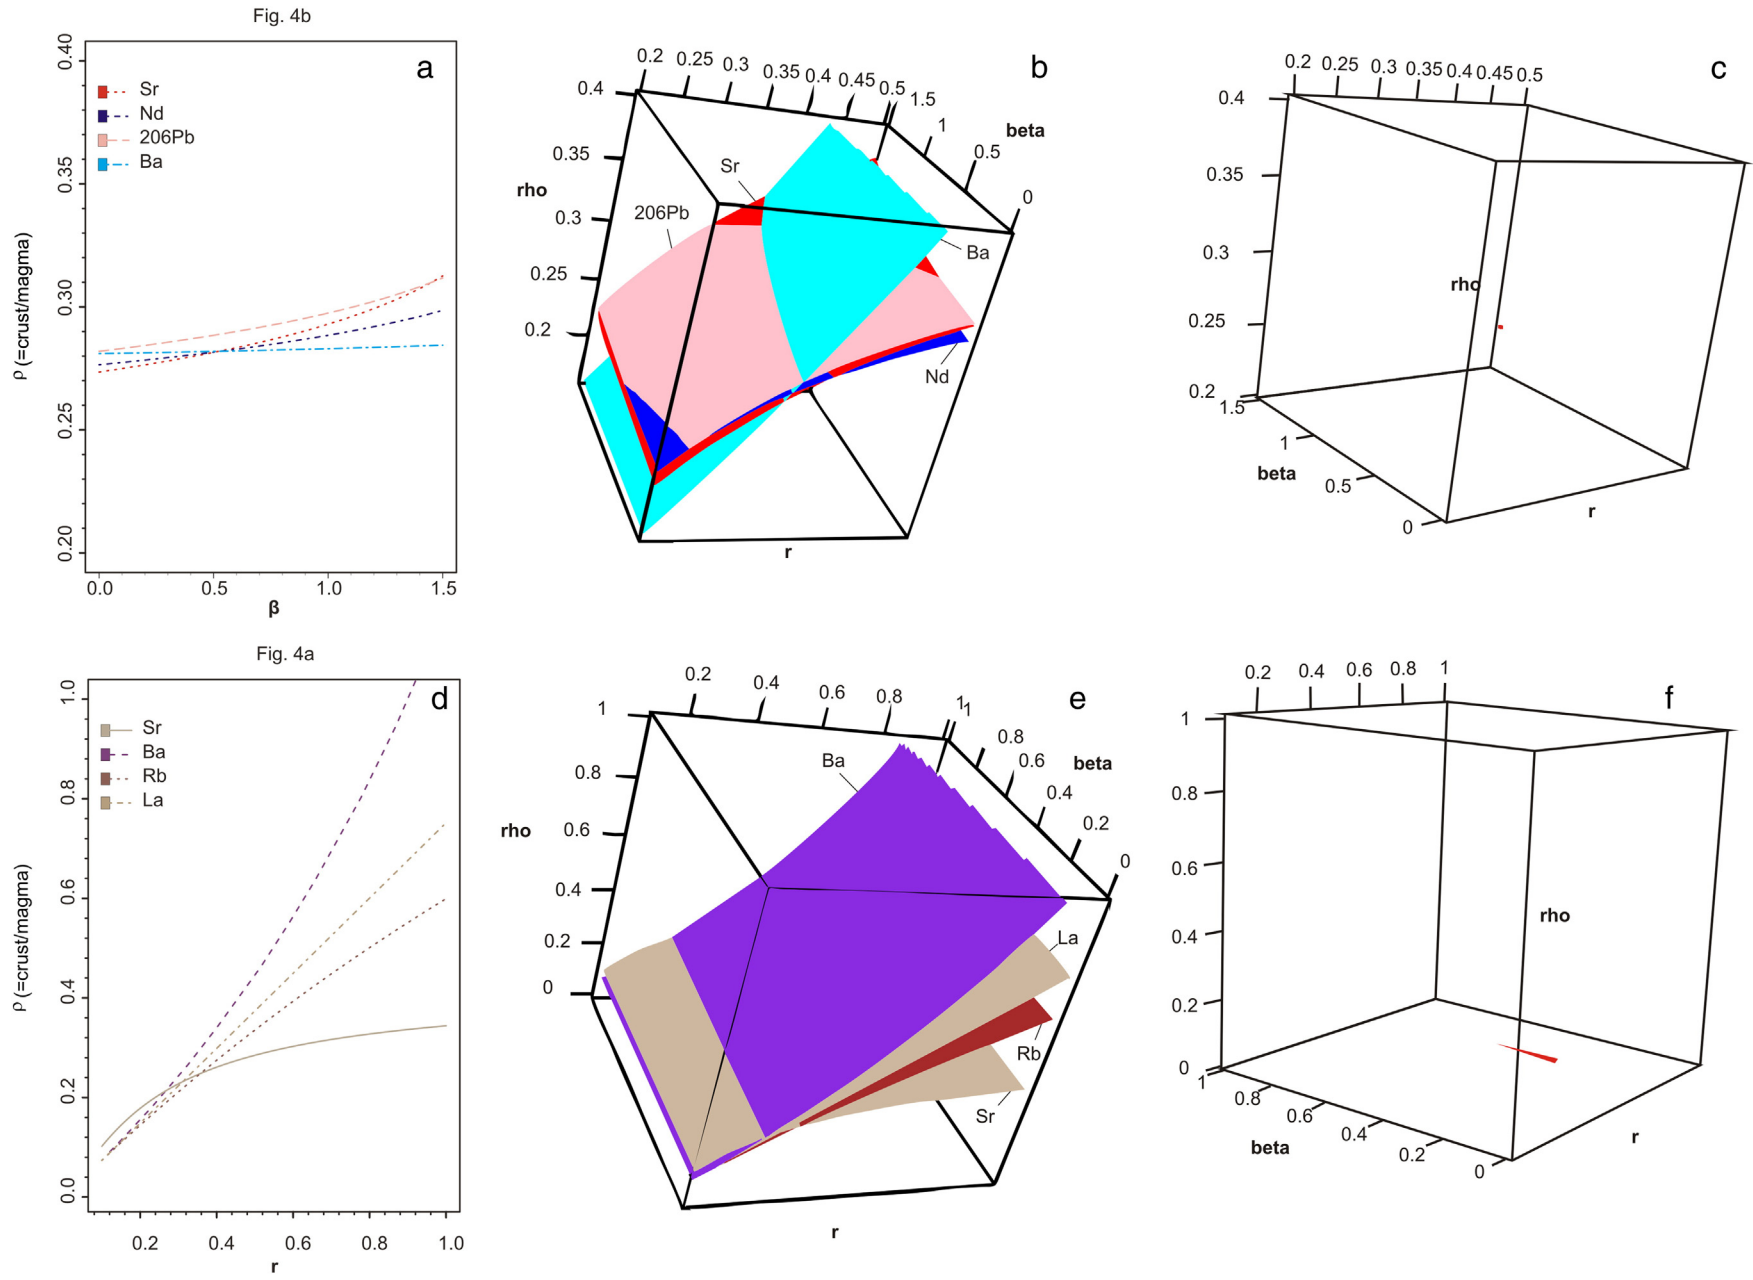 Fig. 4b
a
Sr
Nd
206Pb
Ba
ρ (=crust/magma)
0.40
0.35
0.30
0.25
0.20
0.0 0.5 1.0 1.5
β
b
0.2 0.25 0.3 0.35 0.4 0.45 0.5 1.5
1
beta
0.5
0
0.4
0.35
rho
0.3
0.25
0.2
Sr
206Pb
Ba
Nd
r
c
0.2 0.25 0.3 0.35 0.4 0.45 0.5
0.4
0.35
0.3
rho
0.25
0.2
1.5
1
beta
0.5
0
r
Fig. 4a
d
Sr
Ba
Rb
La
ρ (=crust/magma)
1.0
0.8
0.6
0.4
0.2
0.0
0.2 0.4 0.6 0.8 1.0
r
e
0.2 0.4 0.6 0.8 1 1
0.8
0.6
beta
0.4
0.2
0
1
0.8
rho
0.6
0.4
0.2
0
Ba
La
Rb
Sr
r
f
0.2 0.4 0.6 0.8 1
1
0.8
0.6
rho
0.4
0.2
0
1
0.8
0.6
beta
0.4
0.2
0
r